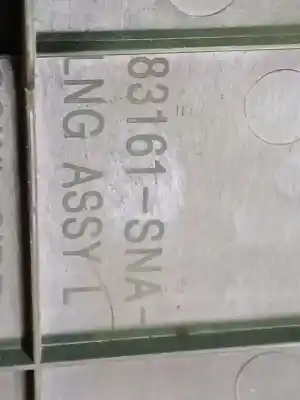 83161-SNA-
LNG ASSY L